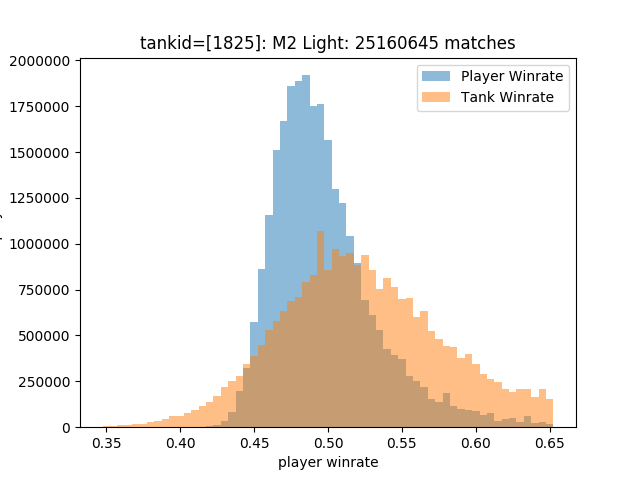 tankid=[1825]: M2 Light: 25160645 matches
Player Winrate
Tank Winrate
2000000
1750000
1500000
1250000
1000000
750000
500000
250000
0
0.35 0.40 0.45 0.50 0.55 0.60 0.65
player winrate